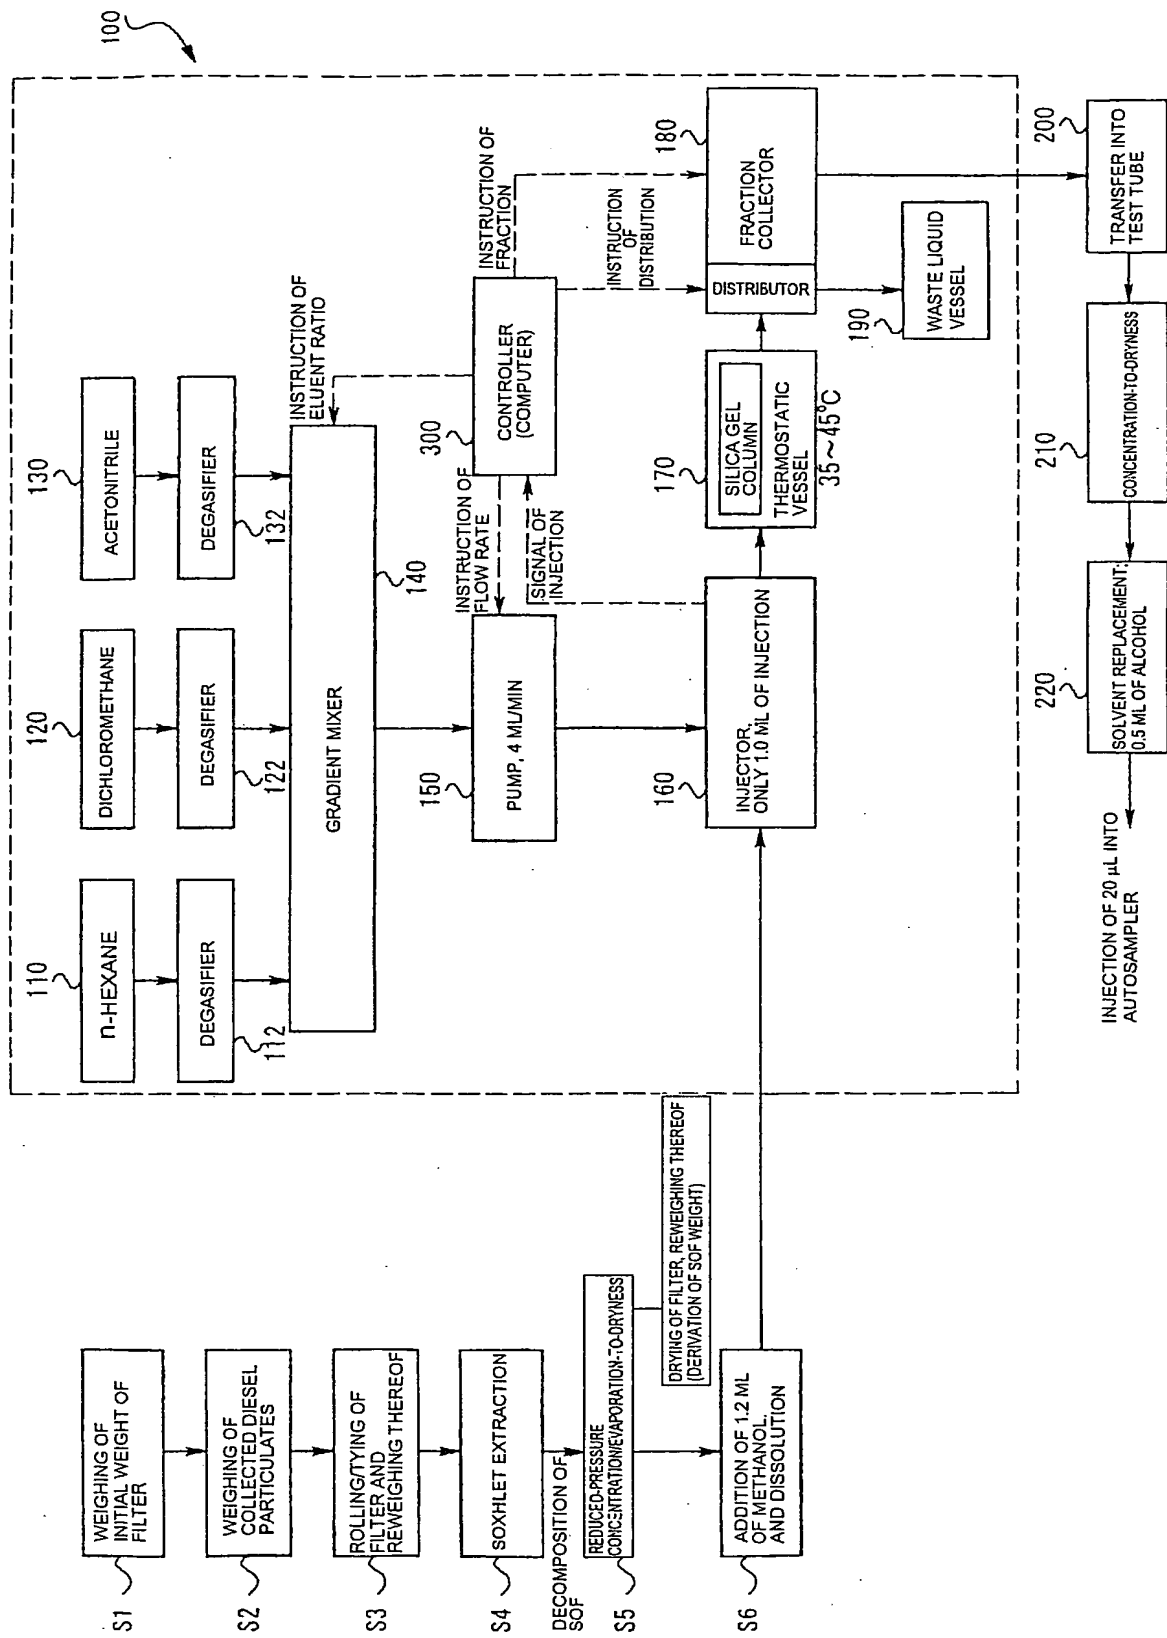 100
110
n-HEXANE
DEGASIFIER
112
120
DICHLOROMETHANE
DEGASIFIER
122
130
ACETONITRILE
DEGASIFIER
132
INSTRUCTION OF
ELUENT RATIO
GRADIENT MIXER
140
INSTRUCTION OF
FRACTION
300
CONTROLLER
(COMPUTER)
INSTRUCTION OF
FLOW RATE
SIGNAL OF
INJECTION
INSTRUCTION
OF
DISTRIBUTION
150
PUMP, 4 ML/MIN
160
INJECTOR,
ONLY 1.0 ML OF INJECTION
170
SILICA GEL
COLUMN
THERMOSTATIC
VESSEL
35~45°C
180
DISTRIBUTOR
FRACTION
COLLECTOR
190
WASTE LIQUID
VESSEL
S1
WEIGHING OF
INITIAL WEIGHT OF
FILTER
S2
WEIGHING OF
COLLECTED DIESEL
PARTICULATES
S3
ROLLING/TYING OF
FILTER AND
REWEIGHING THEREOF
S4
SOXHLET EXTRACTION
DECOMPOSITION OF
SOF
S5
REDUCED-PRESSURE
CONCENTRATION/EVAPORATION-TO-DRYNESS
DRYING OF FILTER, REWEIGHING THEREOF
(DERIVATION OF SOF WEIGHT)
S6
ADDITION OF 1.2 ML
OF METHANOL,
AND DISSOLUTION
200
TRANSFER INTO
TEST TUBE
210
CONCENTRATION-TO-DRYNESS
220
SOLVENT REPLACEMENT:
0.5 ML OF ALCOHOL
INJECTION OF 20 μL INTO
AUTOSAMPLER